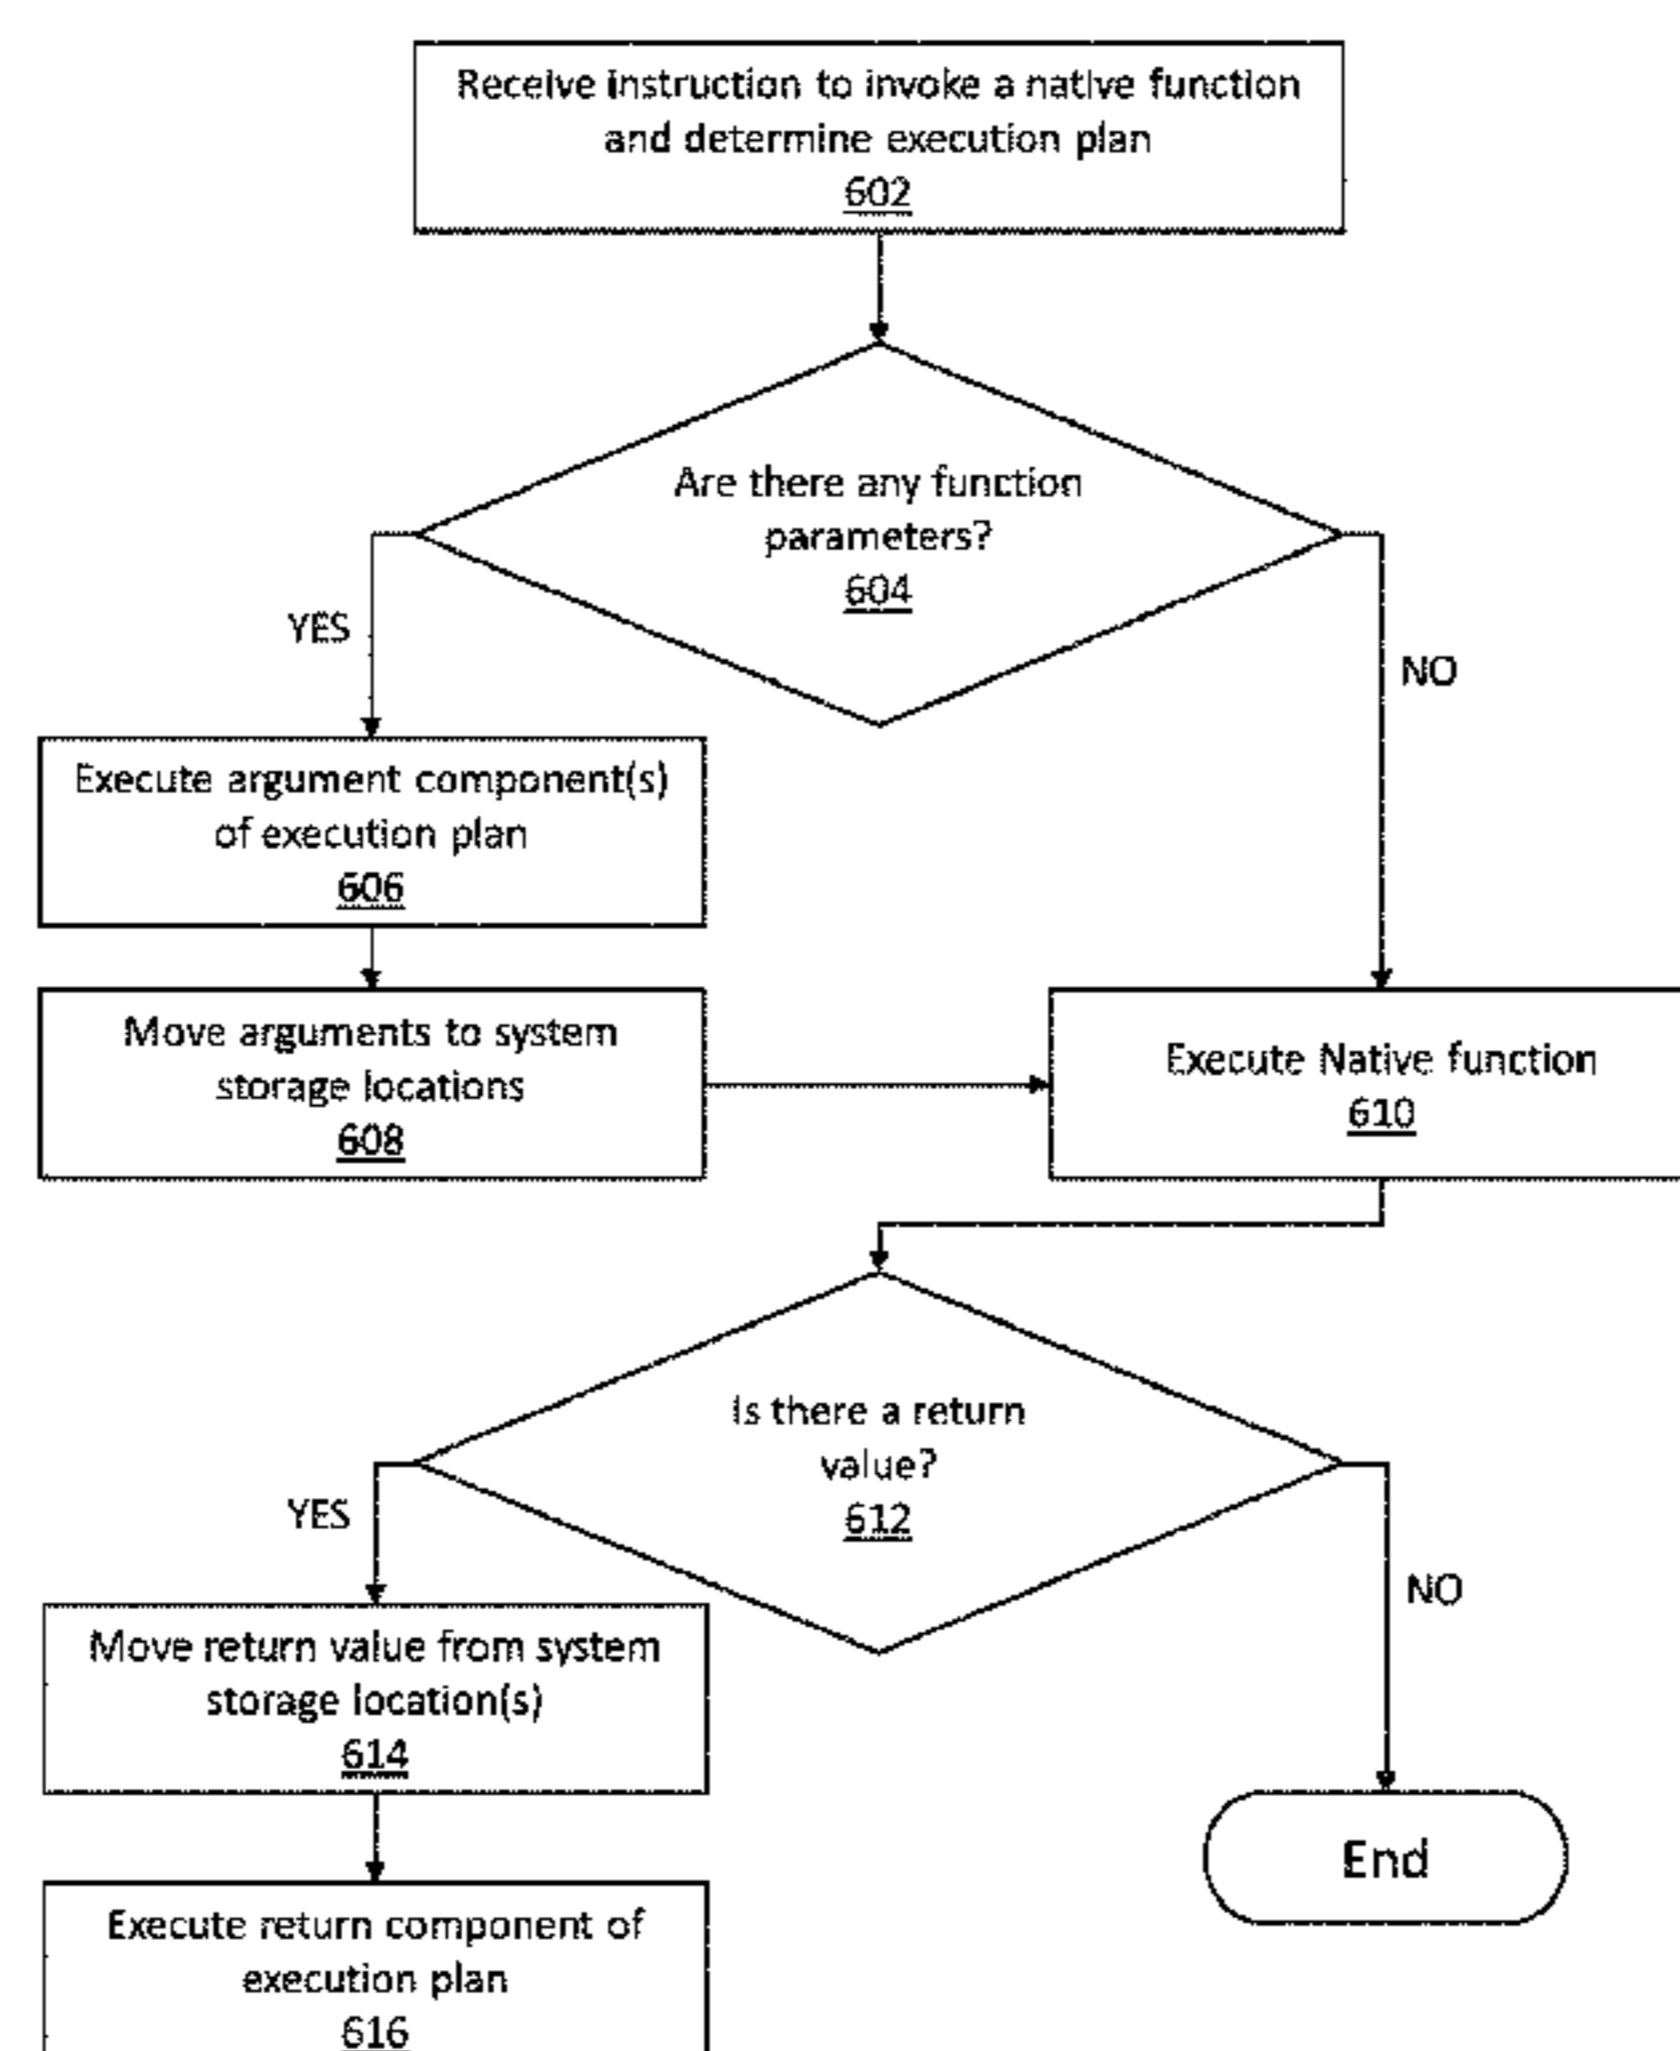 Receive instruction to invoke a native function
and determine execution plan
602
Are there any function
parameters?
604
YES
NO
Execute argument component(s)
of execution plan
606
Move arguments to system
storage locations
608
Execute Native function
610
Is there a return
value?
612
YES
NO
Move return value from system
storage location(s)
614
End
Execute return component of
execution plan
616